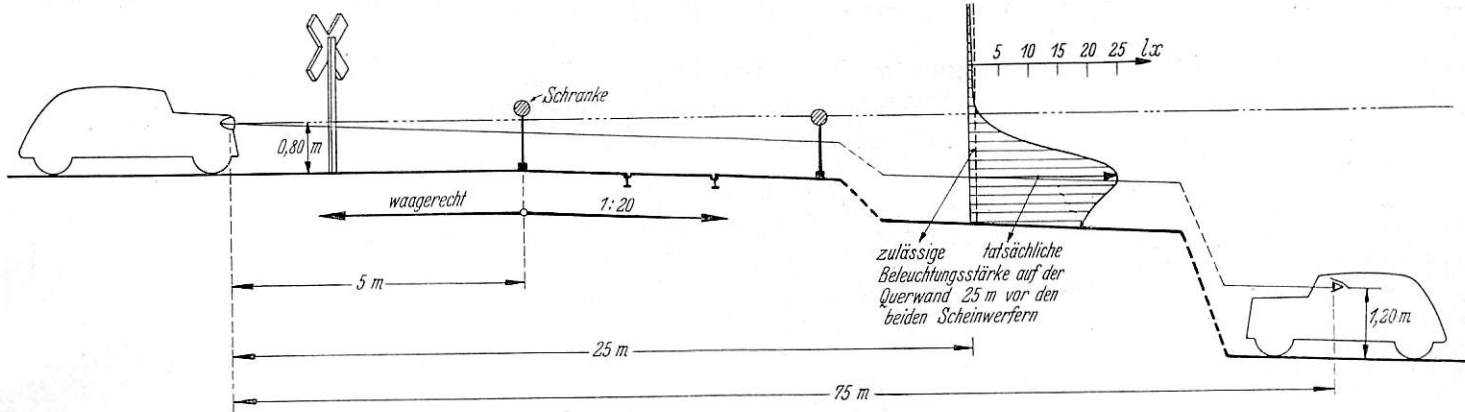 5 10 15 20 25 lx
Schranke
0,80 m
waagerecht
1:20
zulässige tatsächliche
Beleuchtungsstärke auf der
Querwand 25 m vor den
beiden Scheinwerfern
5 m
1,20 m
25 m
75 m